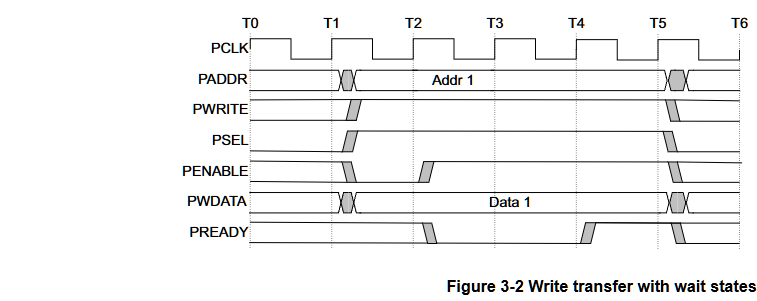 T0 T1 T2 T3 T4 T5 T6
PCLK
PADDR Addr 1
PWRITE
PSEL
PENABLE
PWDATA Data 1
PREADY
Figure 3-2 Write transfer with wait states